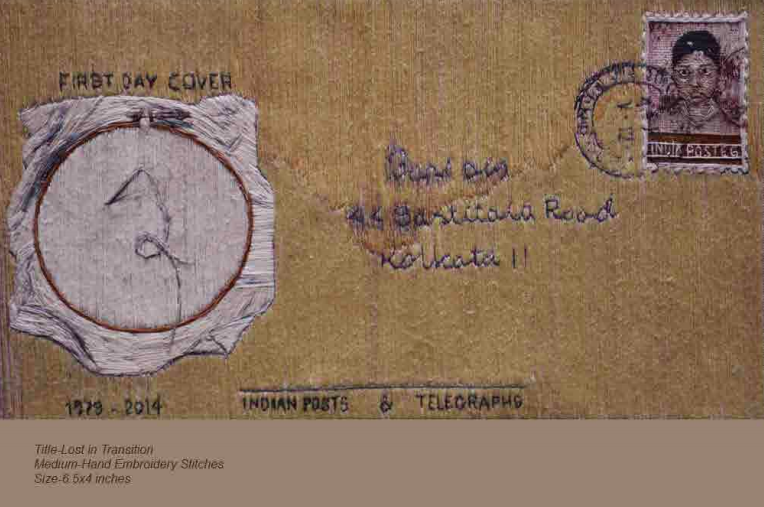 FIRST DAY COVER
INDIA POSTEG
44 Bastitala Road
Kolkata 11
1979 - 2014
INDIAN POSTS & TELEGRAPHS
Title-Lost in Transition
Medium-Hand Embroidery Stitches
Size-6.5x4 inches